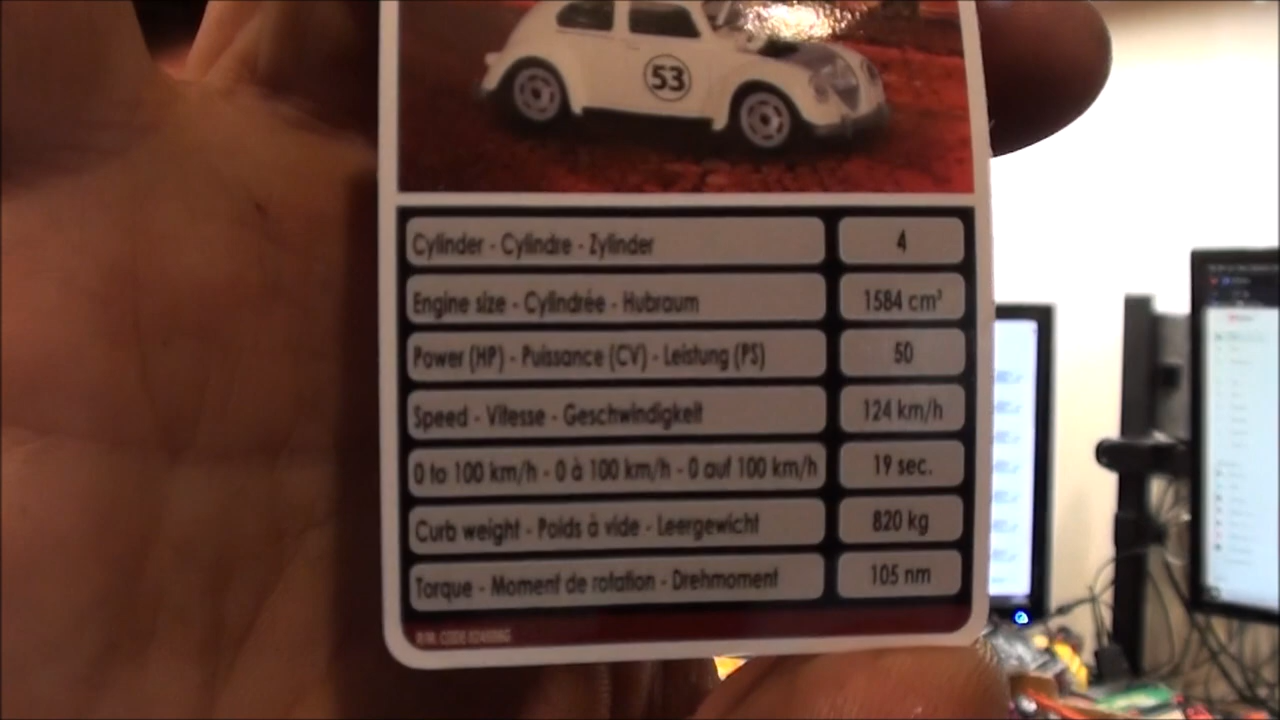 53
Cylinder - Cylindre - Zylinder 4
Engine size - Cylindrée - Hubraum 1584 cm³
Power (HP) - Puissance (CV) - Leistung (PS) 50
Speed - Vitesse - Geschwindigkeit 124 km/h
0 to 100 km/h - 0 à 100 km/h - 0 auf 100 km/h 19 sec.
Curb weight - Poids à vide - Leergewicht 820 kg
Torque - Moment de rotation - Drehmoment 105 nm
CODE